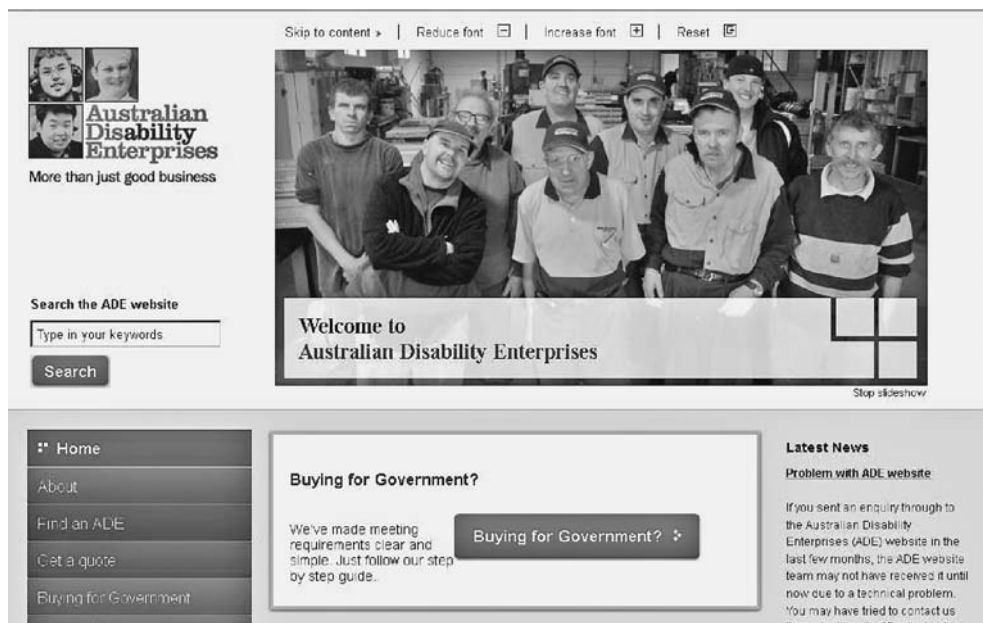 Skip to content » | Reduce font − | Increase font + | Reset
Australian
Disability
Enterprises
More than just good business
Search the ADE website
Type in your keywords
Search
Welcome to
Australian Disability Enterprises
Stop slideshow
Home
About
Find an ADE
Get a quote
Buying for Government
Buying for Government?
We've made meeting
requirements clear and
simple. Just follow our step
by step guide..
Buying for Government?
Latest News
Problem with ADE website
If you sent an enquiry through to
the Australian Disability
Enterprises (ADE) website in the
last few months, the ADE website
team may not have received it until
now due to a technical problem.
You may have tried to contact us